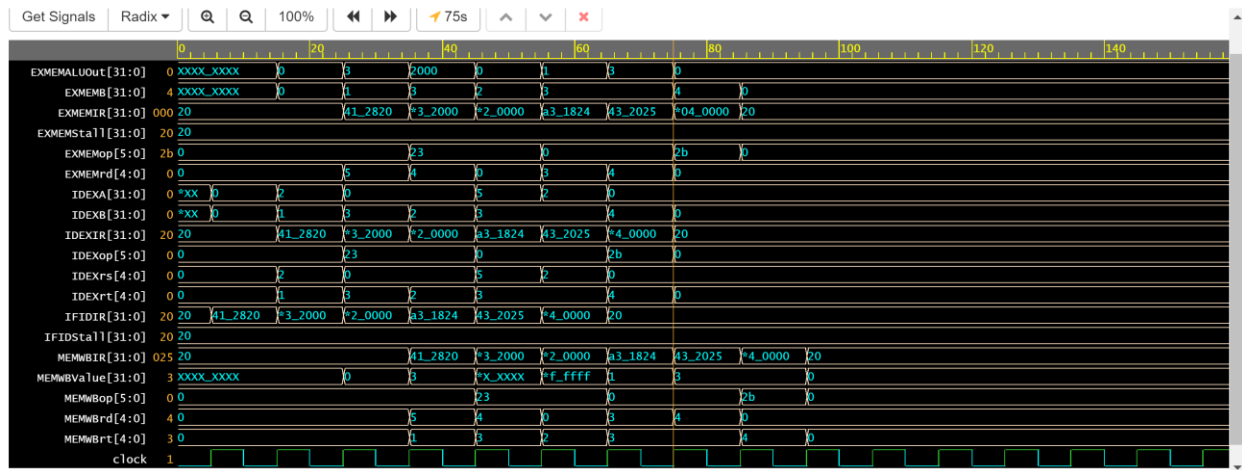 Get Signals Radix 100% 75s
0 20 40 60 80 100 120 140
EXMEMALUOut[31:0] 0 XXXX_XXXX 0 3 2000 0 1 3 0
EXMEMB[31:0] 4 XXXX_XXXX 0 1 3 2 3 4 0
EXMEMIR[31:0] 000 20 41_2820 *3_2000 *2_0000 a3_1824 43_2025 *04_0000 20
EXMEMStall[31:0] 20 20
EXMEMop[5:0] 2b 0 23 0 2b 0
EXMEMrd[4:0] 0 0 5 4 0 3 4 0
IDEXA[31:0] 0 *XX 0 2 0 5 2 0
IDEXB[31:0] 0 *XX 0 1 3 2 3 4 0
IDEXIR[31:0] 20 20 41_2820 *3_2000 *2_0000 a3_1824 43_2025 *4_0000 20
IDEXop[5:0] 0 0 23 0 2b 0
IDEXrs[4:0] 0 0 2 0 5 2 0
IDEXrt[4:0] 0 0 1 3 2 3 4 0
IFIDIR[31:0] 20 20 41_2820 *3_2000 *2_0000 a3_1824 43_2025 *4_0000 20
IFIDStall[31:0] 20 20
MEMWBIR[31:0] 025 20 41_2820 *3_2000 *2_0000 a3_1824 43_2025 *4_0000 20
MEMWBValue[31:0] 3 XXXX_XXXX 0 3 *X_XXXX *f_ffff 1 3 0
MEMWBop[5:0] 0 0 23 0 2b 0
MEMWBrd[4:0] 4 0 5 4 0 3 4 0
MEMWBrt[4:0] 3 0 1 3 2 3 4 0
clock 1